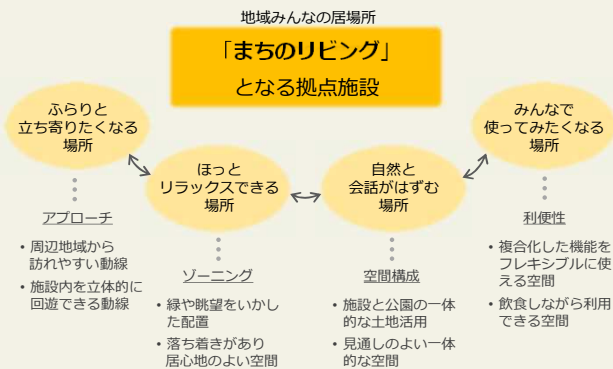 地域みんなの居場所
「まちのリビング」
となる拠点施設
ふらりと
立ち寄りたくなる
場所
ほっと
リラックスできる
場所
自然と
会話がはずむ
場所
みんなで
使ってみたくなる
場所
アプローチ
• 周辺地域から
訪れやすい動線
• 施設内を立体的に
回遊できる動線
ゾーニング
• 緑や眺望をいかし
た配置
• 落ち着きがあり
居心地のよい空間
空間構成
• 施設と公園の一体
的な土地活用
• 見通しのよい一体
的な空間
利便性
• 複合化した機能を
フレキシブルに使
える空間
• 飲食しながら利用
できる空間